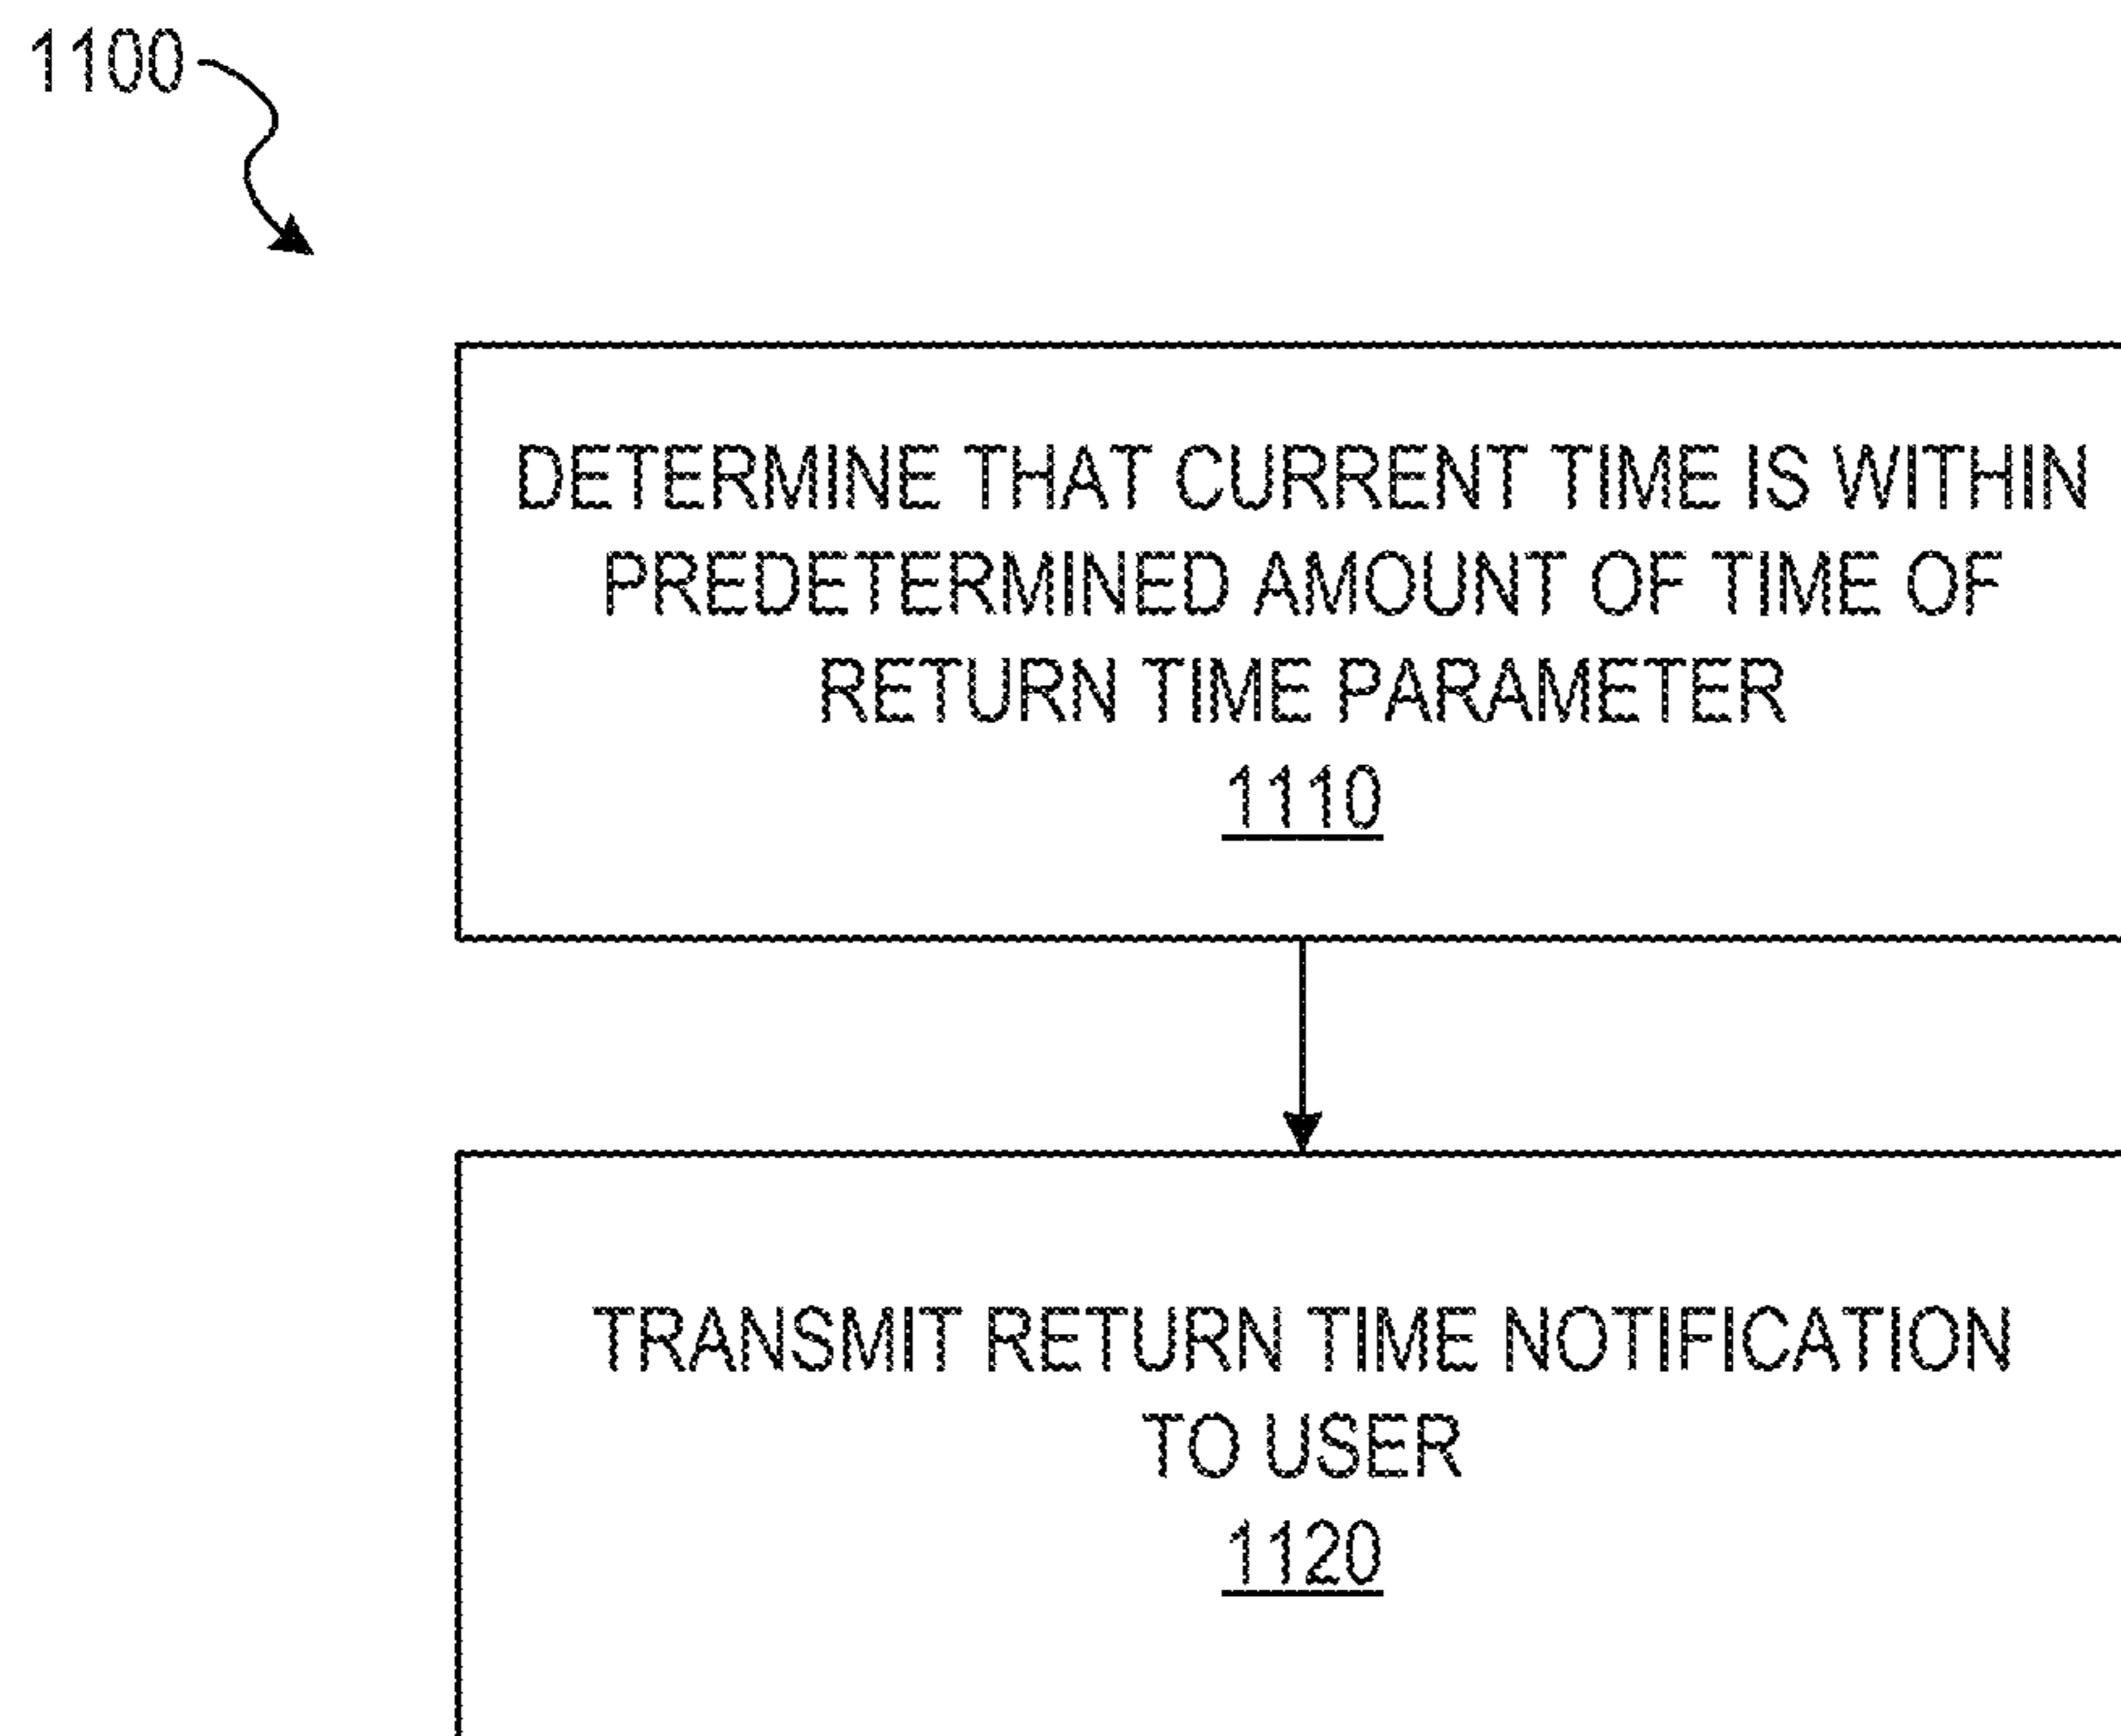 1100
DETERMINE THAT CURRENT TIME IS WITHIN
PREDETERMINED AMOUNT OF TIME OF
RETURN TIME PARAMETER
1110
TRANSMIT RETURN TIME NOTIFICATION
TO USER
1120